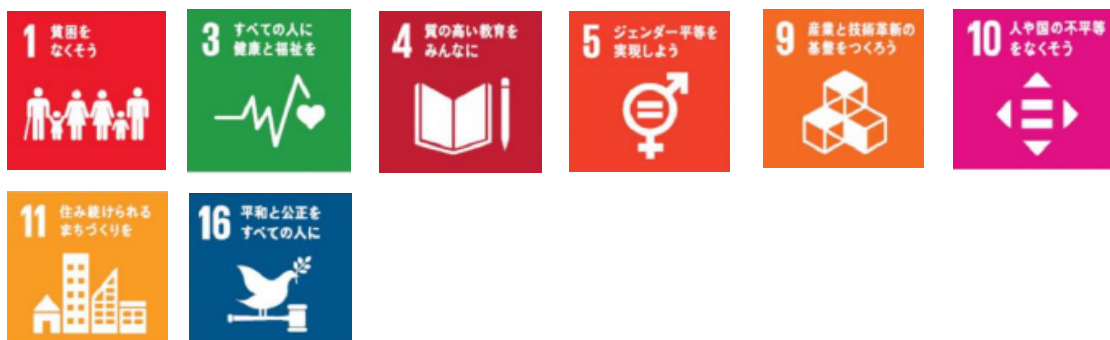 1 貧困を
なくそう
3 すべての人に
健康と福祉を
4 質の高い教育を
みんなに
5 ジェンダー平等を
実現しよう
9 産業と技術革新の
基盤をつくろう
10 人や国の不平等
をなくそう
11 住み続けられる
まちづくりを
16 平和と公正を
すべての人に